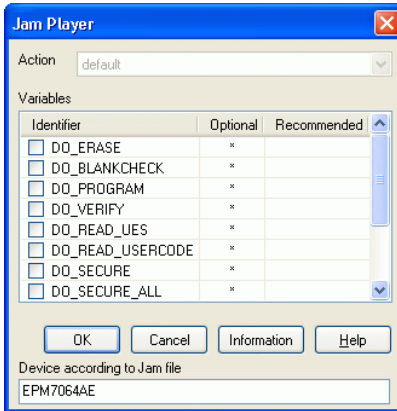 Jam Player
Action default
Variables
Identifier Optional Recommended
DO_ERASE *
DO_BLANKCHECK *
DO_PROGRAM *
DO_VERIFY *
DO_READ_UES *
DO_READ_USERCODE *
DO_SECURE *
DO_SECURE_ALL *
OK Cancel Information Help
Device according to Jam file
EPM7064AE